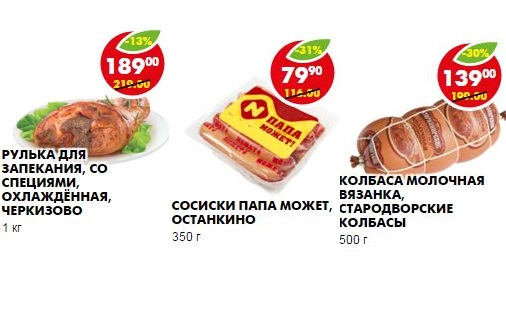 -13%
189⁰⁰
219.00
РУЛЬКА ДЛЯ
ЗАПЕКАНИЯ, СО
СПЕЦИЯМИ,
ОХЛАЖДЁННАЯ,
ЧЕРКИЗОВО
1 кг
-31%
79⁹⁰
116.00
ПАПА
МОЖЕТ!
СОСИСКИ ПАПА МОЖЕТ,
ОСТАНКИНО
350 г
-30%
139⁰⁰
199.00
КОЛБАСА МОЛОЧНАЯ
ВЯЗАНКА,
СТАРОДВОРСКИЕ
КОЛБАСЫ
500 г